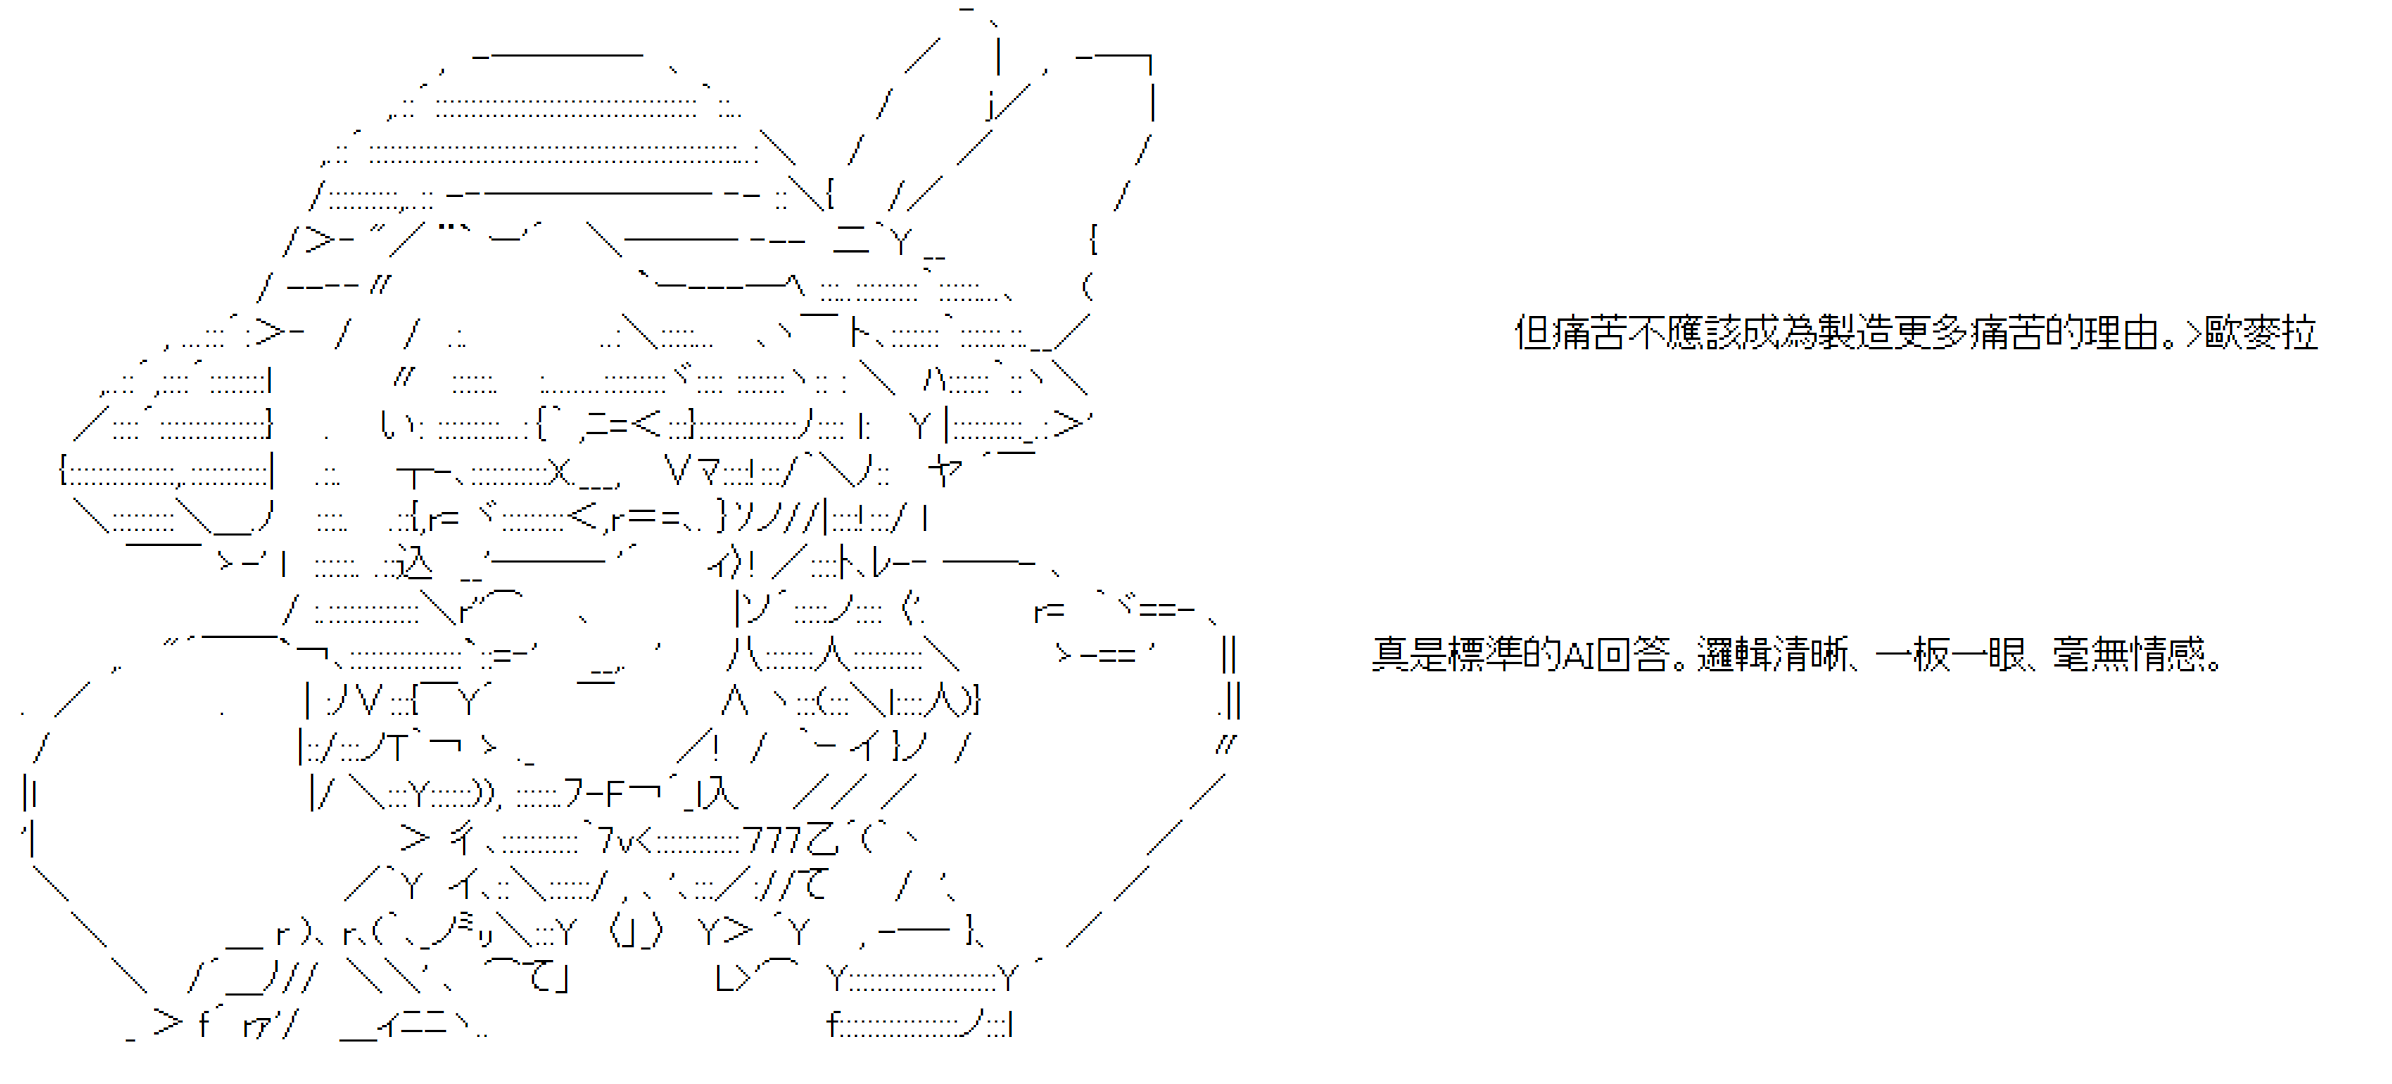 但痛苦不應該成為製造更多痛苦的理由。>歐麥拉
真是標準的AI回答。邏輯清晰、一板一眼、毫無情感。